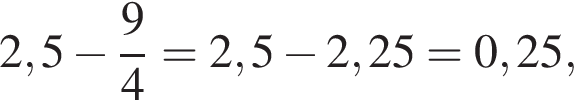 2,5 − 9/4 = 2,5 − 2,25 = 0,25,